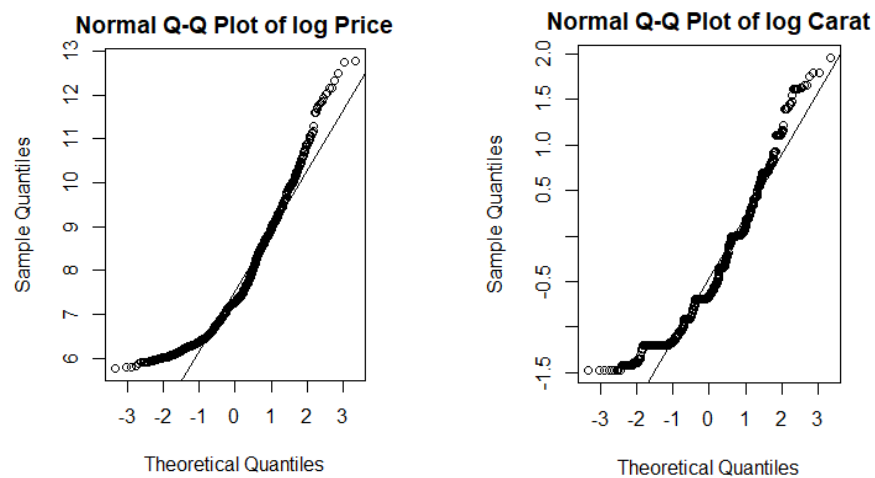 Normal Q-Q Plot of log Price
Sample Quantiles
13
12
11
10
9
8
7
6
-3 -2 -1 0 1 2 3
Theoretical Quantiles
Normal Q-Q Plot of log Carat
Sample Quantiles
2.0
1.5
1.0
0.5
-0.5
-1.5
-3 -2 -1 0 1 2 3
Theoretical Quantiles